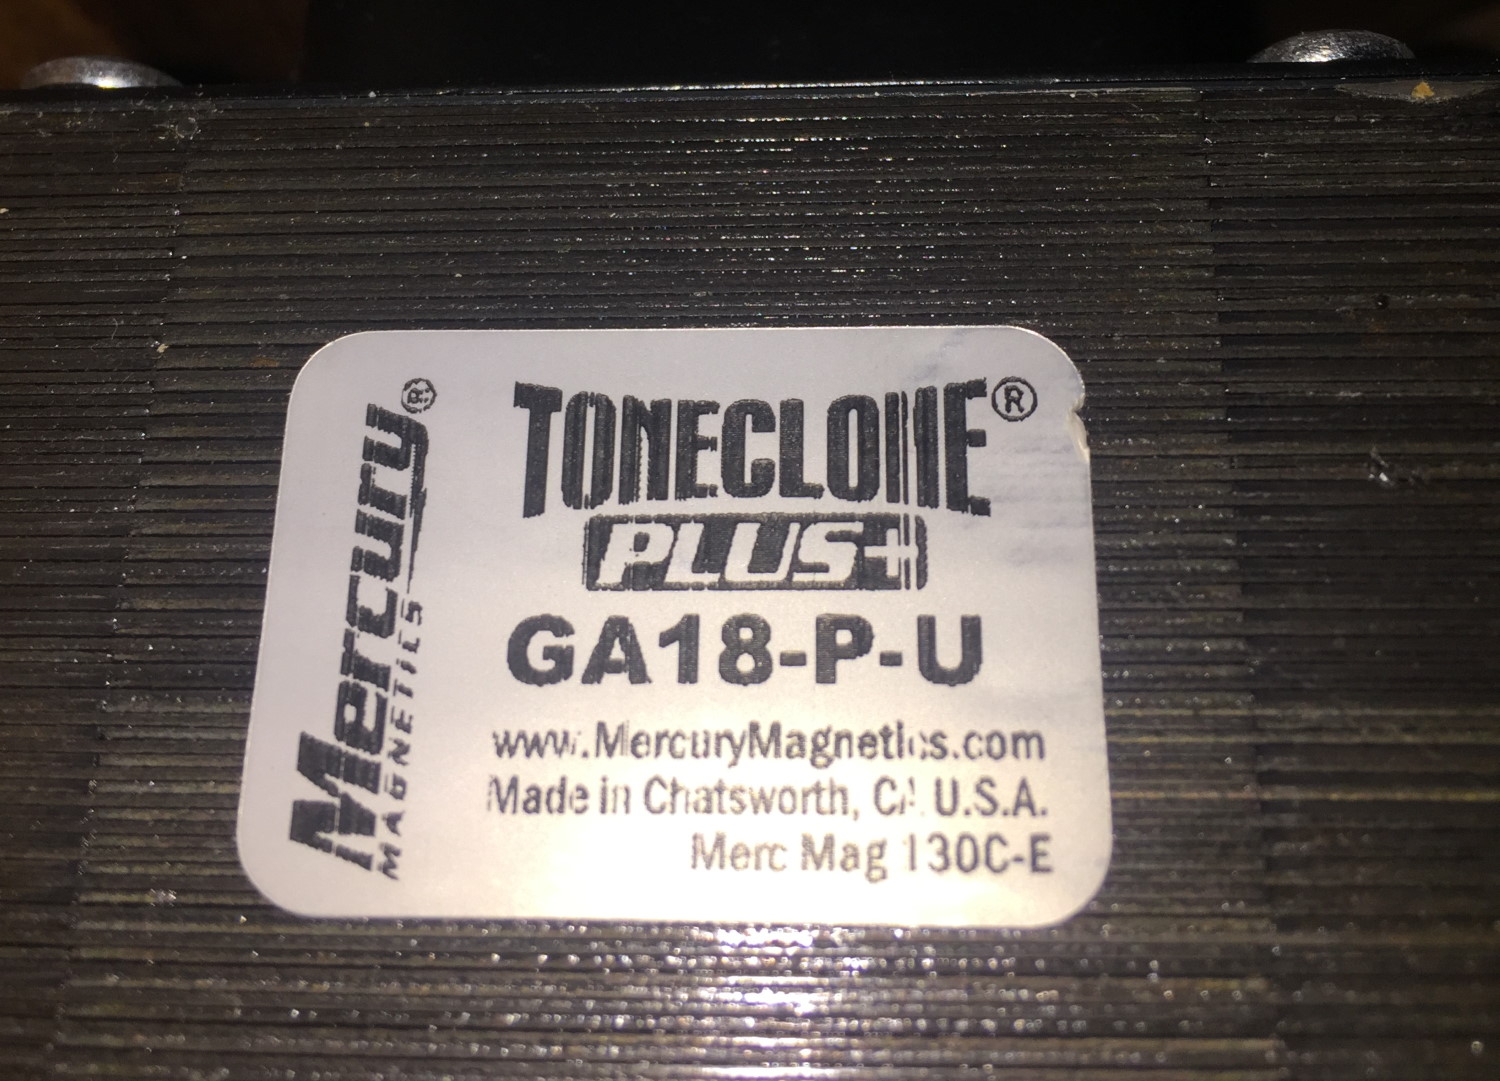 Mercury®
MAGNETICS
TONECLONE®
PLUS+
GA18-P-U
www.MercuryMagnetics.com
Made in Chatsworth, CA U.S.A.
Merc Mag 130C-E